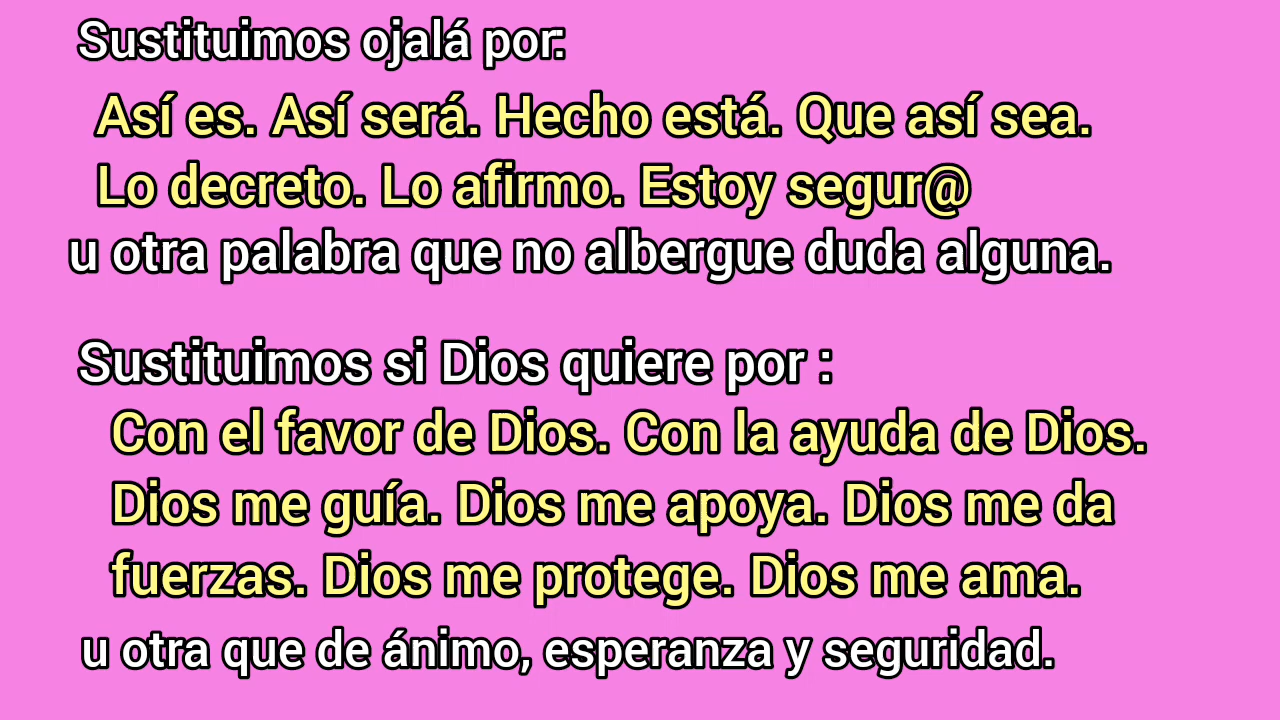 Sustituimos ojalá por:
Así es. Así será. Hecho está. Que así sea.
Lo decreto. Lo afirmo. Estoy segur@
u otra palabra que no albergue duda alguna.
Sustituimos si Dios quiere por :
Con el favor de Dios. Con la ayuda de Dios.
Dios me guía. Dios me apoya. Dios me da
fuerzas. Dios me protege. Dios me ama.
u otra que de ánimo, esperanza y seguridad.